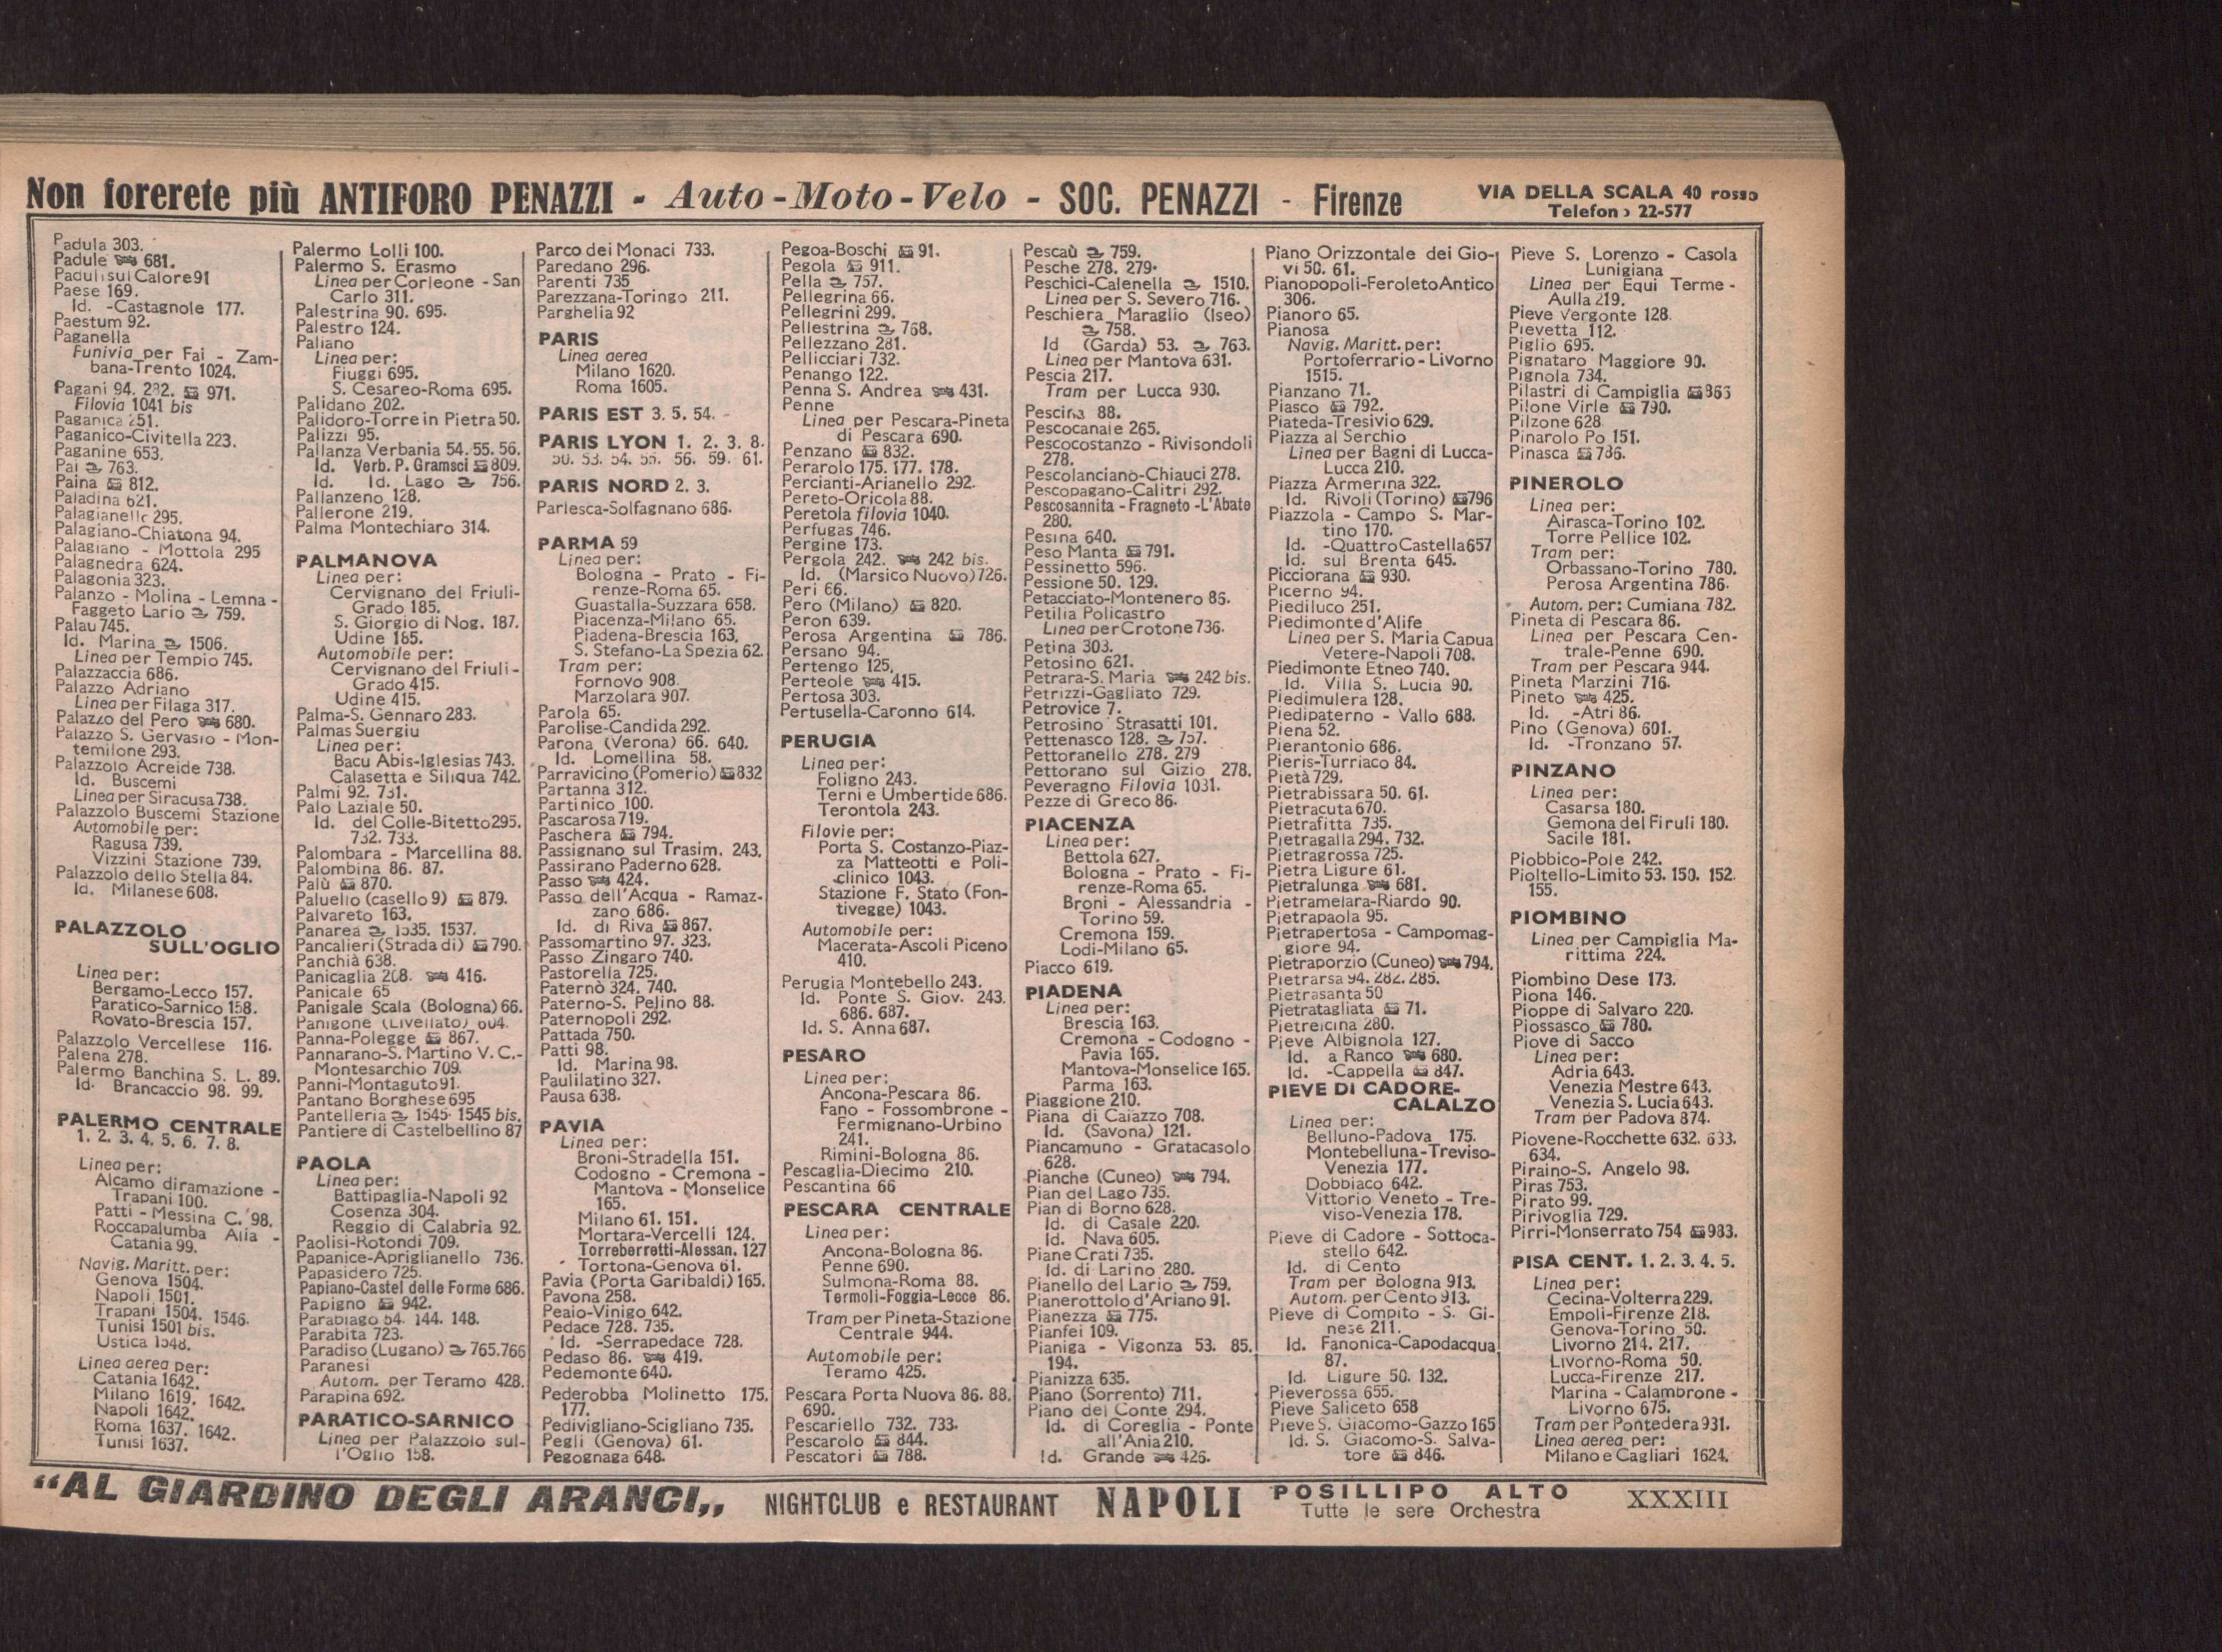 Non forerete più ANTIFORO PENAZZI - Auto-Moto-Velo - SOC. PENAZZI - Firenze
VIA DELLA SCALA 40 rosso
Telefon 22-577
Padula 303.
Padule 681.
Paduli sul Calore 91
Paese 169.
Id. -Castagnole 177.
Paestum 92.
Paganella
Funivia per Fai - Zam-
bana-Trento 1024.
Pagani 94. 282. 971.
Filovia 1041 bis
Paganica 251.
Paganico-Civitella 223.
Paganine 653.
Pai 763.
Paina 812.
Paladina 621.
Palagianello 295.
Palagiano-Chiatona 94.
Palagiano - Mottola 295
Palagnedra 624.
Palagonia 323.
Palanzo - Molina - Lemna -
Faggeto Lario 759.
Palau 745.
Id. Marina 1506.
Linea per Tempio 745.
Palazzaccia 686.
Palazzo Adriano
Linea per Filaga 317.
Palazzo del Pero 680.
Palazzo S. Gervasio - Mon-
temilone 293.
Palazzolo Acreide 738.
Id. Buscemi
Linea per Siracusa 738.
Palazzolo Buscemi Stazione
Automobile per:
Ragusa 739.
Vizzini Stazione 739.
Palazzolo dello Stella 84.
Id. Milanese 608.
PALAZZOLO
SULL'OGLIO
Linea per:
Bergamo-Lecco 157.
Paratico-Sarnico 158.
Rovato-Brescia 157.
Palazzolo Vercellese 116.
Palena 278.
Palermo Banchina S. L. 89.
Id. Brancaccio 98. 99.
PALERMO CENTRALE
1. 2. 3. 4. 5. 6. 7. 8.
Linea per:
Alcamo diramazione -
Trapani 100.
Patti - Messina C. 98.
Roccapalumba Alia -
Catania 99.
Navig. Maritt. per:
Genova 1504.
Napoli 1501.
Trapani 1504. 1546.
Tunisi 1501 bis.
Ustica 1548.
Linea aerea per:
Catania 1642.
Milano 1619. 1642.
Napoli 1642.
Roma 1637. 1642.
Tunisi 1637.
Palermo Lolli 100.
Palermo S. Erasmo
Linea per Corleone - San
Carlo 311.
Palestrina 90. 695.
Palestro 124.
Paliano
Linea per:
Fiuggi 695.
S. Cesareo-Roma 695.
Palidano 202.
Palidoro-Torre in Pietra 50.
Palizzi 95.
Pallanza Verbania 54. 55. 56.
Id. Verb. P. Gramsci 809.
Id. Id. Lago 756.
Pallanzeno 128.
Pallerone 219.
Palma Montechiaro 314.
PALMANOVA
Linea per:
Cervignano del Friuli-
Grado 185.
S. Giorgio di Nog. 187.
Udine 185.
Automobile per:
Cervignano del Friuli-
Grado 415.
Udine 415.
Palma-S. Gennaro 283.
Palmas Suergiu
Linea per:
Bacu Abis-Iglesias 743.
Calasetta e Siliqua 742.
Palmi 92. 731.
Palo Laziale 50.
Id. del Colle-Bitetto 295.
732. 733.
Palombara - Marcellina 88.
Palombina 86. 87.
Palù 870.
Paluello (casello 9) 879.
Palvareto 163.
Panarea 1535. 1537.
Pancalieri (Strada di) 790.
Panchià 638.
Panicaglia 208. 416.
Panicale 65
Panigale Scala (Bologna) 66.
Panigone (Livellato) 604.
Panna-Polegge 867.
Pannarano-S. Martino V. C.-
Montesarchio 709.
Panni-Montaguto 91.
Pantano Borghese 695
Pantelleria 1545. 1545 bis.
Pantiere di Castelbellino 87
PAOLA
Linea per:
Battipaglia-Napoli 92
Cosenza 304.
Reggio di Calabria 92.
Paolisi-Rotondi 709.
Papanice-Apriglianello 736.
Papasidero 725.
Papiano-Castel delle Forme 686.
Papigno 942.
Parabiago 54. 144. 148.
Parabita 723.
Paradiso (Lugano) 765.766
Paranesi
Autom. per Teramo 428.
Parapina 692.
PARATICO-SARNICO
Linea per Palazzolo sul-
l'Oglio 158.
Parco dei Monaci 733.
Paredano 296.
Parenti 735
Parezzana-Toringo 211.
Parghelia 92
PARIS
Linea aerea
Milano 1620.
Roma 1605.
PARIS EST 3. 5. 54.
PARIS LYON 1. 2. 3. 8.
50. 53. 54. 55. 56. 59. 61.
PARIS NORD 2. 3.
Parlesca-Solfagnano 686.
PARMA 59
Linea per:
Bologna - Prato - Fi-
renze-Roma 65.
Guastalla-Suzzara 658.
Piacenza-Milano 65.
Piadena-Brescia 163,
S. Stefano-La Spezia 62.
Tram per:
Fornovo 908.
Marzolara 907.
Parola 65.
Parolise-Candida 292.
Parona (Verona) 66. 640.
Id. Lomellina 58.
Parravicino (Pomerio) 832
Partanna 312.
Partinico 100.
Pascarosa 719.
Paschera 794.
Passignano sul Trasim. 243.
Passirano Paderno 628.
Passo 424.
Passo dell'Acqua - Ramaz-
zano 686.
Id. di Riva 867.
Passomartino 97. 323.
Passo Zingaro 740.
Pastorella 725.
Paternò 324. 740.
Paterno-S. Pelino 88.
Paternopoli 292.
Pattada 750.
Patti 98.
Id. Marina 98.
Paulilatino 327.
Pausa 638.
PAVIA
Linea per:
Broni-Stradella 151.
Codogno - Cremona -
Mantova - Monselice
165.
Milano 61. 151.
Mortara-Vercelli 124.
Torreberretti-Alessan. 127
Tortona-Genova 61.
Pavia (Porta Garibaldi) 165.
Pavona 258.
Peaio-Vinigo 642.
Pedace 728. 735.
Id. -Serrapedace 728.
Pedaso 86. 419.
Pedemonte 640.
Pederobba Molinetto 175.
177.
Pedivigliano-Scigliano 735.
Pegli (Genova) 61.
Pegognaga 648.
Pegoa-Boschi 91.
Pegola 911.
Pella 757.
Pellegrina 66.
Pellegrini 299.
Pellestrina 768.
Pellezzano 281.
Pellicciari 732.
Penango 122.
Penna S. Andrea 431.
Penne
Linea per Pescara-Pineta
di Pescara 690.
Penzano 832.
Perarolo 175. 177. 178.
Percianti-Arianello 292.
Pereto-Oricola 88.
Peretola filovia 1040.
Perfugas 746.
Pergine 173.
Pergola 242. 242 bis.
Id. (Marsico Nuovo) 726.
Peri 66.
Pero (Milano) 820.
Peron 639.
Perosa Argentina 786.
Persano 94.
Pertengo 125,
Perteole 415.
Pertosa 303.
Pertusella-Caronno 614.
PERUGIA
Linea per:
Foligno 243.
Terni e Umbertide 686.
Terontola 243.
Filovie per:
Porta S. Costanzo-Piaz-
za Matteotti e Poli-
clinico 1043.
Stazione F. Stato (Fon-
tivegge) 1043.
Automobile per:
Macerata-Ascoli Piceno
410.
Perugia Montebello 243.
Id. Ponte S. Giov. 243.
686. 687.
Id. S. Anna 687.
PESARO
Linea per:
Ancona-Pescara 86.
Fano - Fossombrone -
Fermignano-Urbino
241.
Rimini-Bologna 86.
Pescaglia-Diecimo 210.
Pescantina 66
PESCARA CENTRALE
Linea per:
Ancona-Bologna 86.
Penne 690.
Sulmona-Roma 88.
Termoli-Foggia-Lecce 86.
Tram per Pineta-Stazione
Centrale 944.
Automobile per:
Teramo 425.
Pescara Porta Nuova 86. 88.
690.
Pescariello 732. 733.
Pescarolo 844.
Pescatori 788.
Pescaù 759.
Pesche 278. 279.
Peschici-Calenella 1510.
Linea per S. Severo 716.
Peschiera Maraglio (Iseo)
758.
Id (Garda) 53. 763.
Linea per Mantova 631.
Pescia 217.
Tram per Lucca 930.
Pescina 88.
Pescocanale 265.
Pescocostanzo - Rivisondoli
278.
Pescolanciano-Chiauci 278.
Pescopagano-Calitri 292.
Pescosannita - Fragneto -L'Abate
280.
Pesina 640.
Peso Manta 791.
Pessinetto 596.
Pessione 50. 129.
Petacciato-Montenero 86.
Petilia Policastro
Linea per Crotone 736.
Petina 303.
Petosino 621.
Petrara-S. Maria 242 bis.
Petrizzi-Gagliato 729.
Petrovice 7.
Petrosino Strasatti 101.
Pettenasco 128. 757.
Pettoranello 278. 279
Pettorano sul Gizio 278.
Peveragno Filovia 1031.
Pezze di Greco 86.
PIACENZA
Linea per:
Bettola 627.
Bologna - Prato - Fi-
renze-Roma 65.
Broni - Alessandria -
Torino 59.
Cremona 159.
Lodi-Milano 65.
Piacco 619.
PIADENA
Linea per:
Brescia 163.
Cremona - Codogno -
Pavia 165.
Mantova-Monselice 165.
Parma 163.
Piaggione 210.
Piana di Caiazzo 708.
Id. (Savona) 121.
Piancamuno - Gratacasolo
628.
Pianche (Cuneo) 794.
Pian del Lago 735.
Pian di Borno 628.
Id. di Casale 220.
Id. Nava 605.
Piane Crati 735.
Id. di Larino 280.
Pianello del Lario 759.
Pianerottolo d'Ariano 91.
Pianezza 775.
Pianfei 109.
Pianiga - Vigonza 53. 85.
194.
Pianizza 635.
Piano (Sorrento) 711.
Piano del Conte 294.
Id. di Coreglia - Ponte
all'Ania 210.
Id. Grande 426.
Piano Orizzontale dei Gio-
vi 50. 61.
Pianopopoli-Feroleto Antico
306.
Pianoro 65.
Pianosa
Navig. Maritt. per:
Portoferrario - Livorno
1515.
Pianzano 71.
Piasco 792.
Piateda-Tresivio 629.
Piazza al Serchio
Linea per Bagni di Lucca-
Lucca 210.
Piazza Armerina 322.
Id. Rivoli (Torino) 796
Piazzola - Campo S. Mar-
tino 170.
Id. -Quattro Castella 657
Id. sul Brenta 645.
Picciorana 930.
Picerno 94.
Piediluco 251.
Piedimonte d'Alife
Linea per S. Maria Capua
Vetere-Napoli 708.
Piedimonte Etneo 740.
Id. Villa S. Lucia 90.
Piedimulera 128.
Piedipaterno - Vallo 688.
Piena 52.
Pierantonio 686.
Pieris-Turriaco 84.
Pietà 729.
Pietrabissara 50. 61.
Pietracuta 670.
Pietrafitta 735.
Pietragalla 294. 732.
Pietragrossa 725.
Pietra Ligure 61.
Pietralunga 681.
Pietramelara-Riardo 90.
Pietrapaola 95.
Pietrapertosa - Campomag-
giore 94.
Pietraporzio (Cuneo) 794.
Pietrarsa 94. 282. 285.
Pietrasanta 50
Pietratagliata 71.
Pietrelcina 280.
Pieve Albignola 127.
Id. a Ranco 680.
Id. -Cappella 847.
PIEVE DI CADORE-
CALALZO
Linea per:
Belluno-Padova 175.
Montebelluna-Treviso-
Venezia 177.
Dobbiaco 642.
Vittorio Veneto - Tre-
viso-Venezia 178.
Pieve di Cadore - Sottoca-
stello 642.
Id. di Cento
Tram per Bologna 913.
Autom. per Cento 913.
Pieve di Compito - S. Gi-
nese 211.
Id. Fanonica-Capodacqua
87.
Id. Ligure 50. 132.
Pieverossa 655.
Pieve Saliceto 658
Pieve S. Giacomo-Gazzo 165
Id. S. Giacomo-S. Salva-
tore 846.
Pieve S. Lorenzo - Casola
Lunigiana
Linea per Equi Terme -
Aulla 219.
Pieve Vergonte 128.
Pievetta 112.
Piglio 695.
Pignataro Maggiore 90.
Pignola 734.
Pilastri di Campiglia 863
Pilone Virle 790.
Pilzone 628
Pinarolo Po 151.
Pinasca 786.
PINEROLO
Linea per:
Airasca-Torino 102.
Torre Pellice 102.
Tram per:
Orbassano-Torino 780.
Perosa Argentina 786.
Autom. per: Cumiana 782.
Pineta di Pescara 86.
Linea per Pescara Cen-
trale-Penne 690.
Tram per Pescara 944.
Pineta Marzini 716.
Pineto 425.
Id. -Atri 86.
Pino (Genova) 601.
Id. -Tronzano 57.
PINZANO
Linea per:
Casarsa 180.
Gemona del Firuli 180.
Sacile 181.
Piobbico-Pole 242.
Pioltello-Limito 53. 150. 152.
155.
PIOMBINO
Linea per Campiglia Ma-
rittima 224.
Piombino Dese 173.
Piona 146.
Pioppe di Salvaro 220.
Piossasco 780.
Piove di Sacco
Linea per:
Adria 643.
Venezia Mestre 643.
Venezia S. Lucia 643.
Tram per Padova 874.
Piovene-Rocchette 632. 633.
634.
Piraino-S. Angelo 98.
Piras 753.
Pirato 99.
Pirivoglia 729.
Pirri-Monserrato 754 983.
PISA CENT. 1. 2. 3. 4. 5.
Linea per:
Cecina-Volterra 229.
Empoli-Firenze 218.
Genova-Torino 50.
Livorno 214. 217.
Livorno-Roma 50.
Lucca-Firenze 217.
Marina - Calambrone -
Livorno 675.
Tram per Pontedera 931.
Linea aerea per:
Milano e Cagliari 1624.
"AL GIARDINO DEGLI ARANCI„ NIGHTCLUB e RESTAURANT NAPOLI
POSILLIPO ALTO
Tutte le sere Orchestra
XXXIII